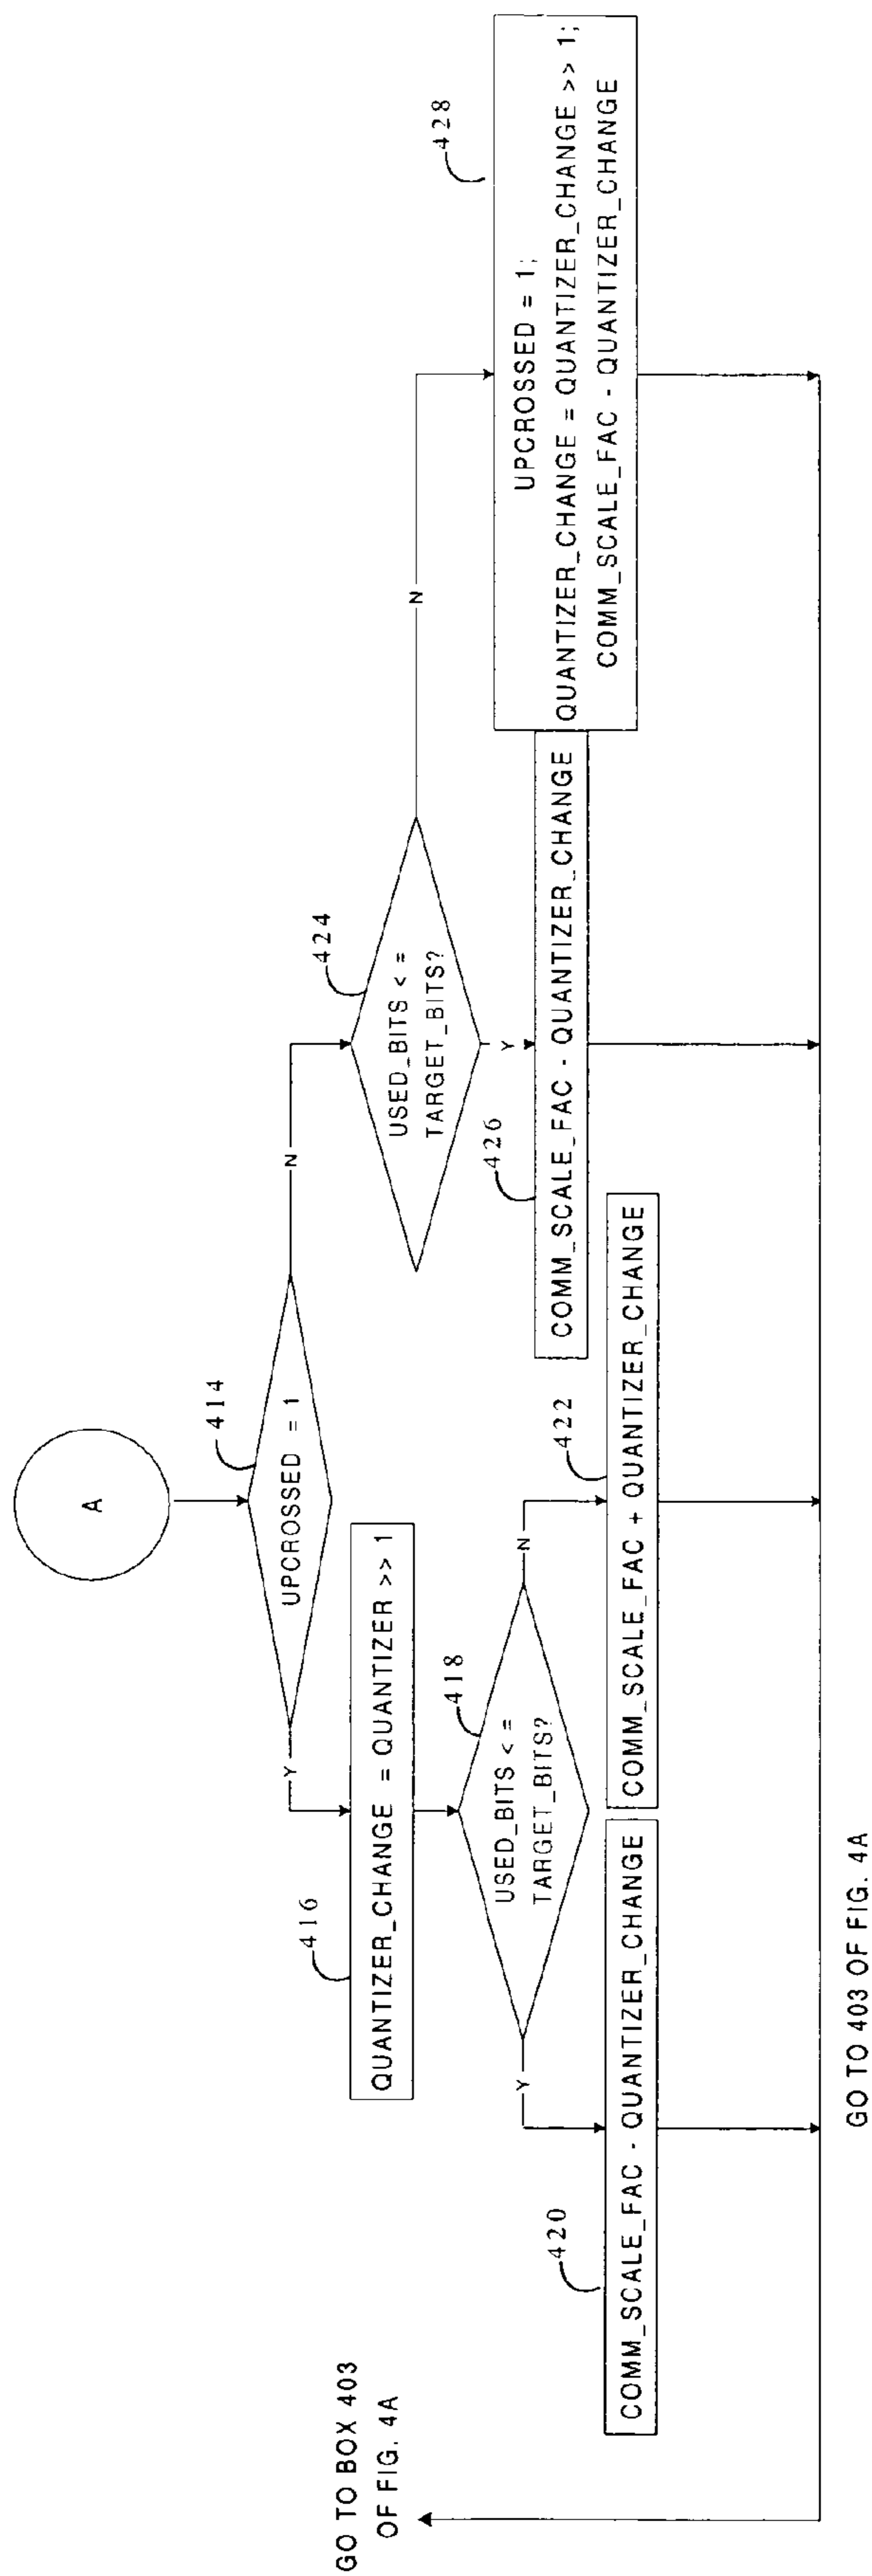 A
414
UPCROSSED = 1
Y
N
416
QUANTIZER_CHANGE = QUANTIZER >> 1
418
USED_BITS < =
TARGET_BITS?
Y
N
420
COMM_SCALE_FAC - QUANTIZER_CHANGE
422
COMM_SCALE_FAC + QUANTIZER_CHANGE
424
USED_BITS < =
TARGET_BITS?
Y
N
426
COMM_SCALE_FAC - QUANTIZER_CHANGE
428
UPCROSSED = 1;
QUANTIZER_CHANGE = QUANTIZER_CHANGE >> 1;
COMM_SCALE_FAC - QUANTIZER_CHANGE
GO TO BOX 403
OF FIG. 4A
GO TO 403 OF FIG. 4A